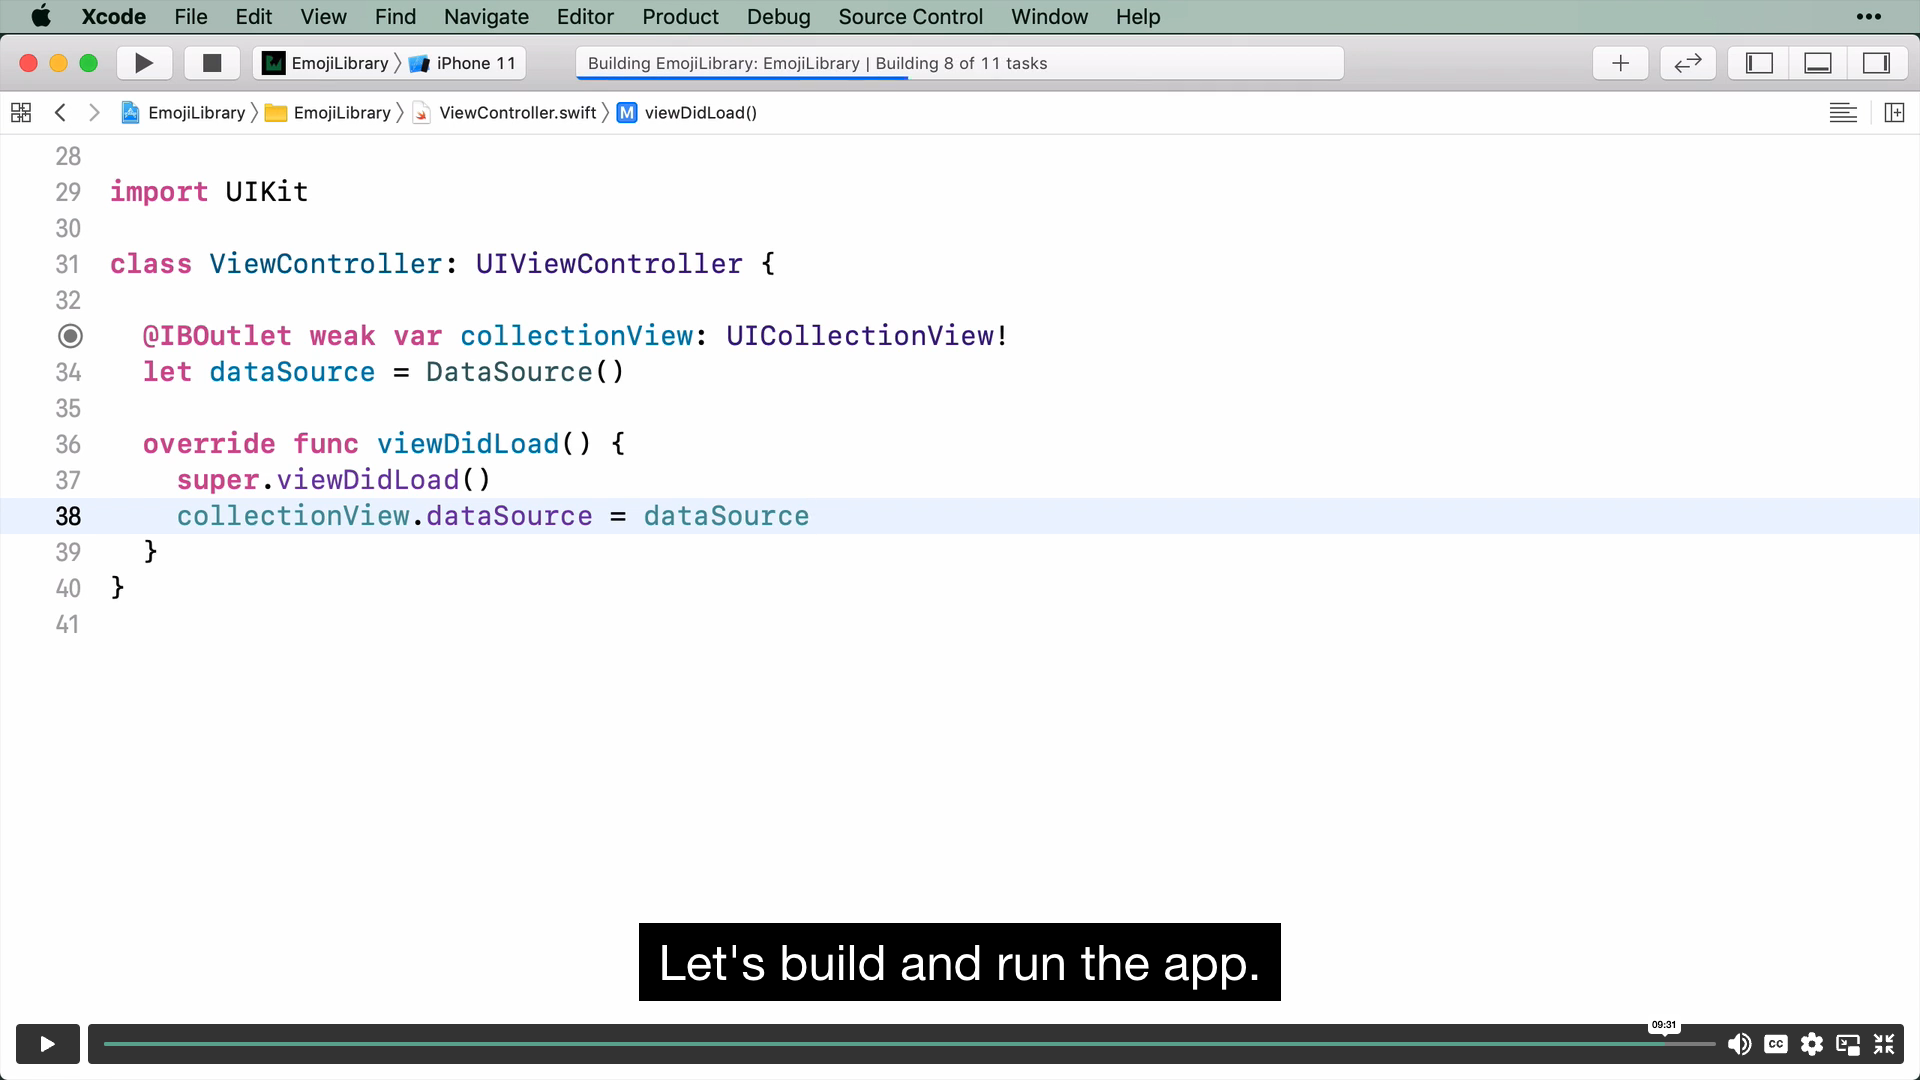 Xcode File Edit View Find Navigate Editor Product Debug Source Control Window Help •••
EmojiLibrary 〉 iPhone 11
Building EmojiLibrary: EmojiLibrary | Building 8 of 11 tasks
EmojiLibrary 〉 EmojiLibrary 〉 ViewController.swift 〉 M viewDidLoad()
28
29 import UIKit
30
31 class ViewController: UIViewController {
32
@IBOutlet weak var collectionView: UICollectionView!
34 let dataSource = DataSource()
35
36 override func viewDidLoad() {
37 super.viewDidLoad()
38 collectionView.dataSource = dataSource
39 }
40 }
41
Let's build and run the app.
09:31
CC